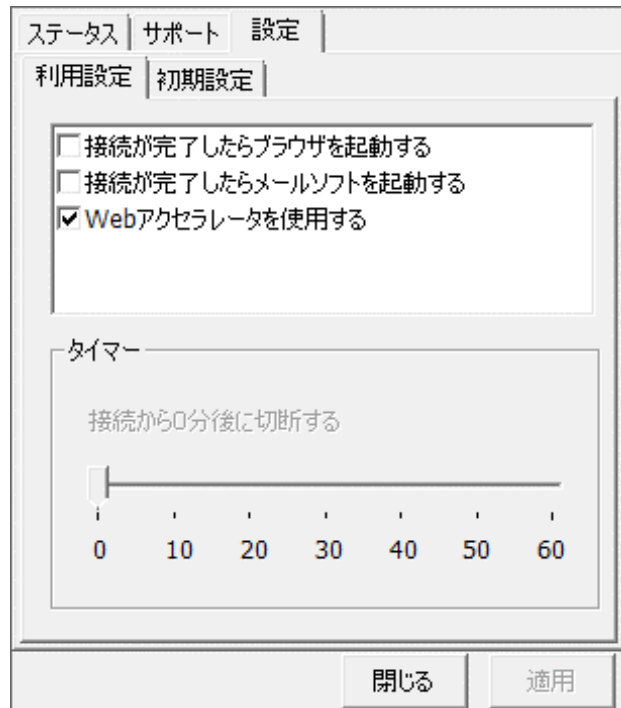 ステータス サポート 設定
利用設定 初期設定
接続が完了したらブラウザを起動する
接続が完了したらメールソフトを起動する
Webアクセラレータを使用する
タイマー
接続から0分後に切断する
0 10 20 30 40 50 60
閉じる 適用